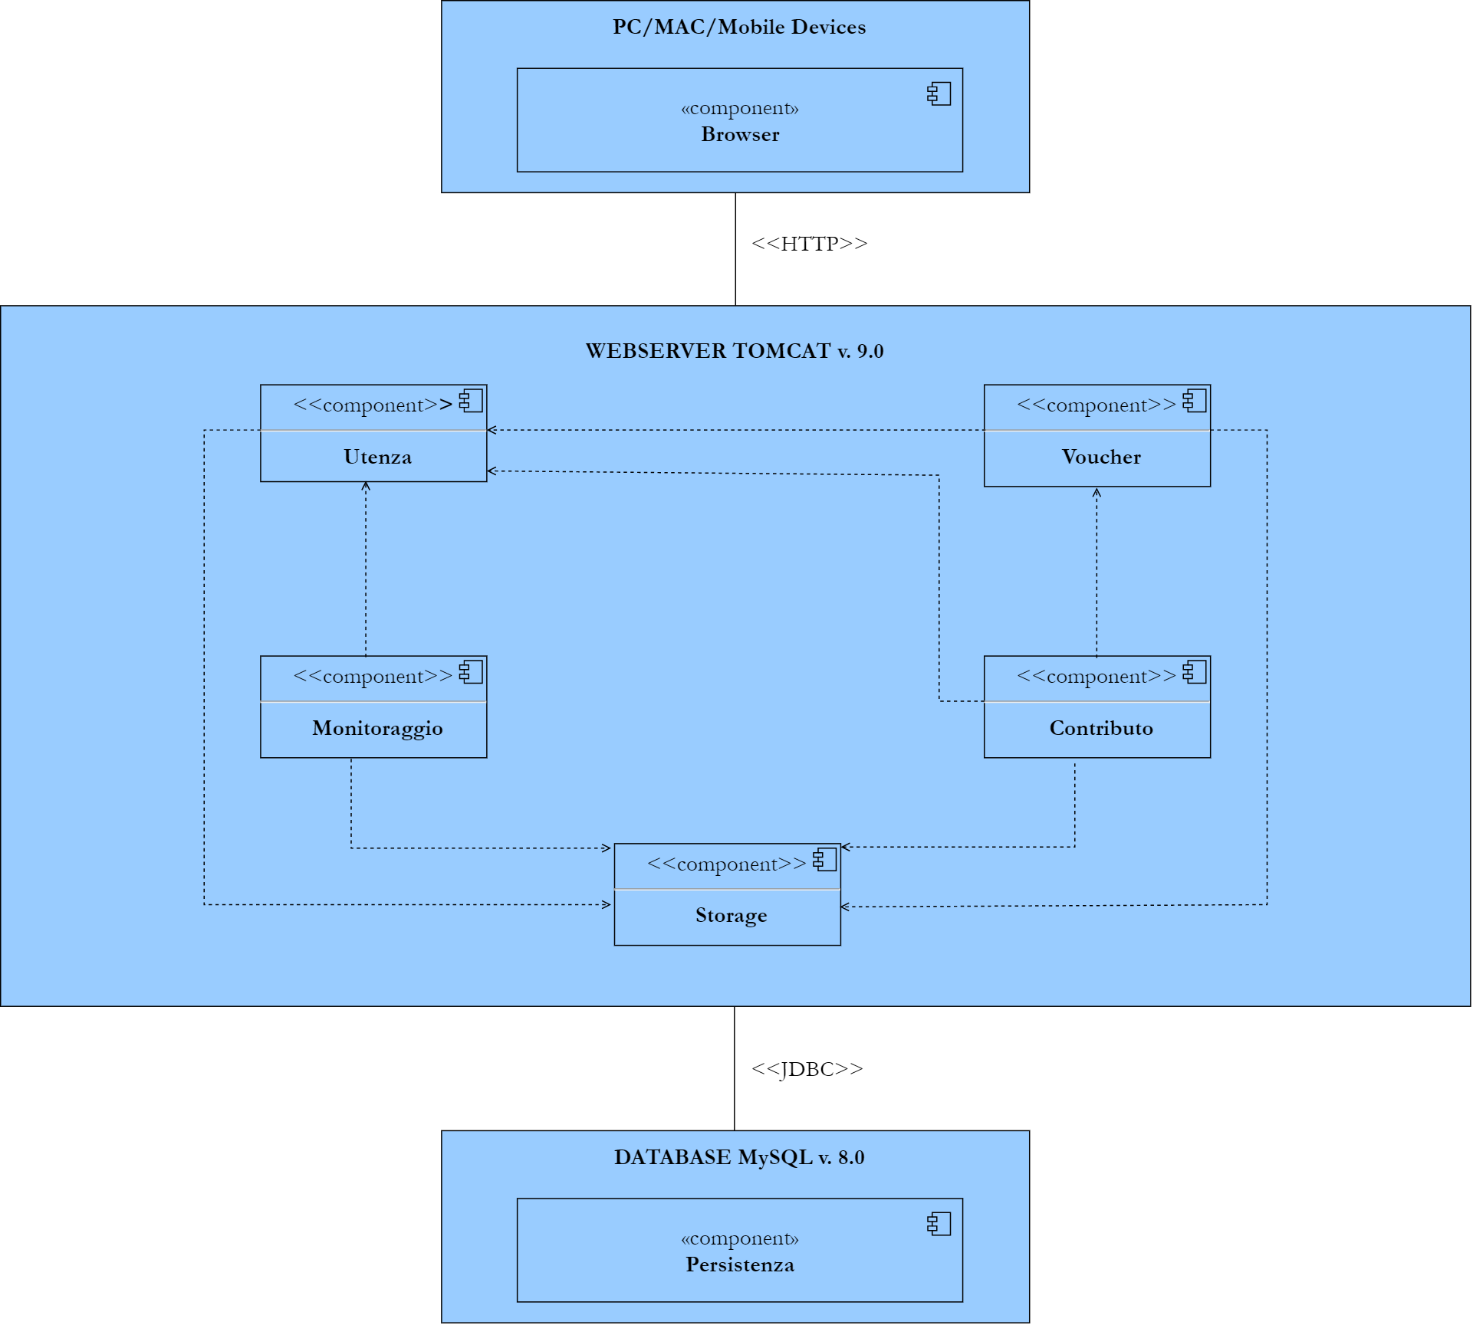 PC/MAC/Mobile Devices
«component»
Browser
<<HTTP>>
WEBSERVER TOMCAT v. 9.0
<<component>>
Utenza
<<component>>
Voucher
<<component>>
Monitoraggio
<<component>>
Contributo
<<component>>
Storage
<<JDBC>>
DATABASE MySQL v. 8.0
«component»
Persistenza